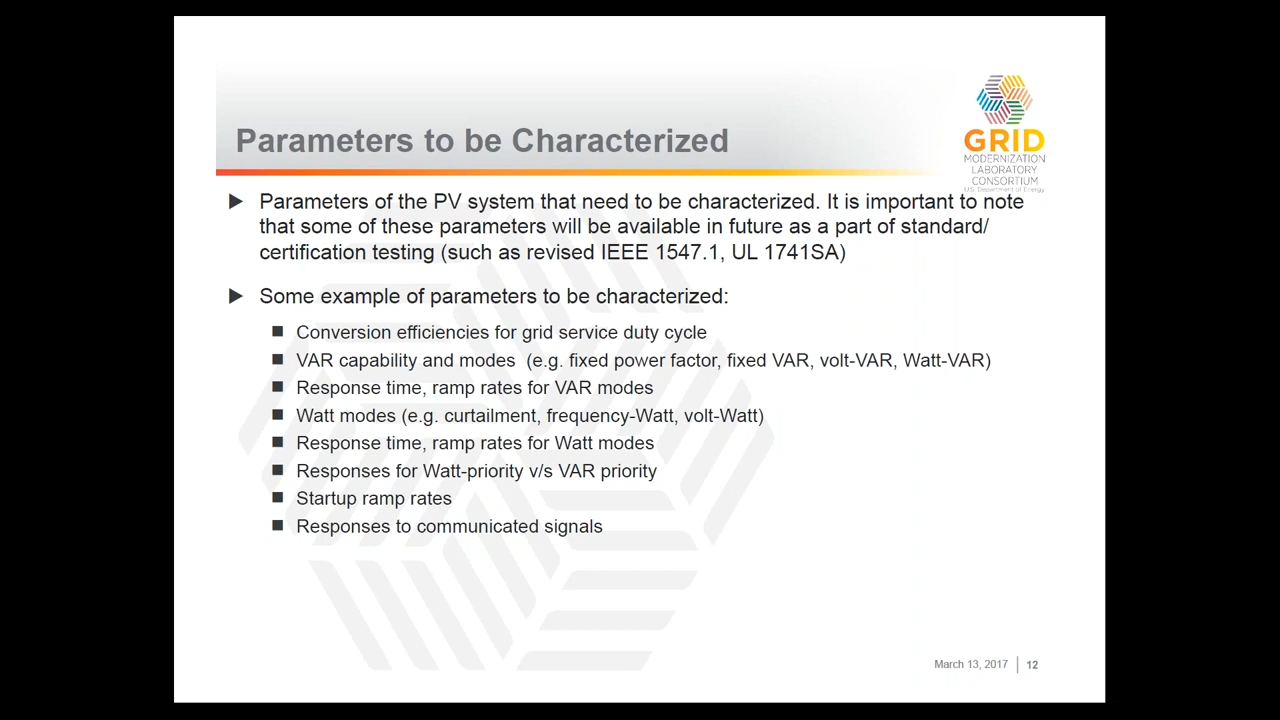 Parameters to be Characterized
GRID
MODERNIZATION
LABORATORY
CONSORTIUM
U.S. Department of Energy
► Parameters of the PV system that need to be characterized. It is important to note
that some of these parameters will be available in future as a part of standard/
certification testing (such as revised IEEE 1547.1, UL 1741SA)
► Some example of parameters to be characterized:
■ Conversion efficiencies for grid service duty cycle
■ VAR capability and modes (e.g. fixed power factor, fixed VAR, volt-VAR, Watt-VAR)
■ Response time, ramp rates for VAR modes
■ Watt modes (e.g. curtailment, frequency-Watt, volt-Watt)
■ Response time, ramp rates for Watt modes
■ Responses for Watt-priority v/s VAR priority
■ Startup ramp rates
■ Responses to communicated signals
March 13, 2017 | 12